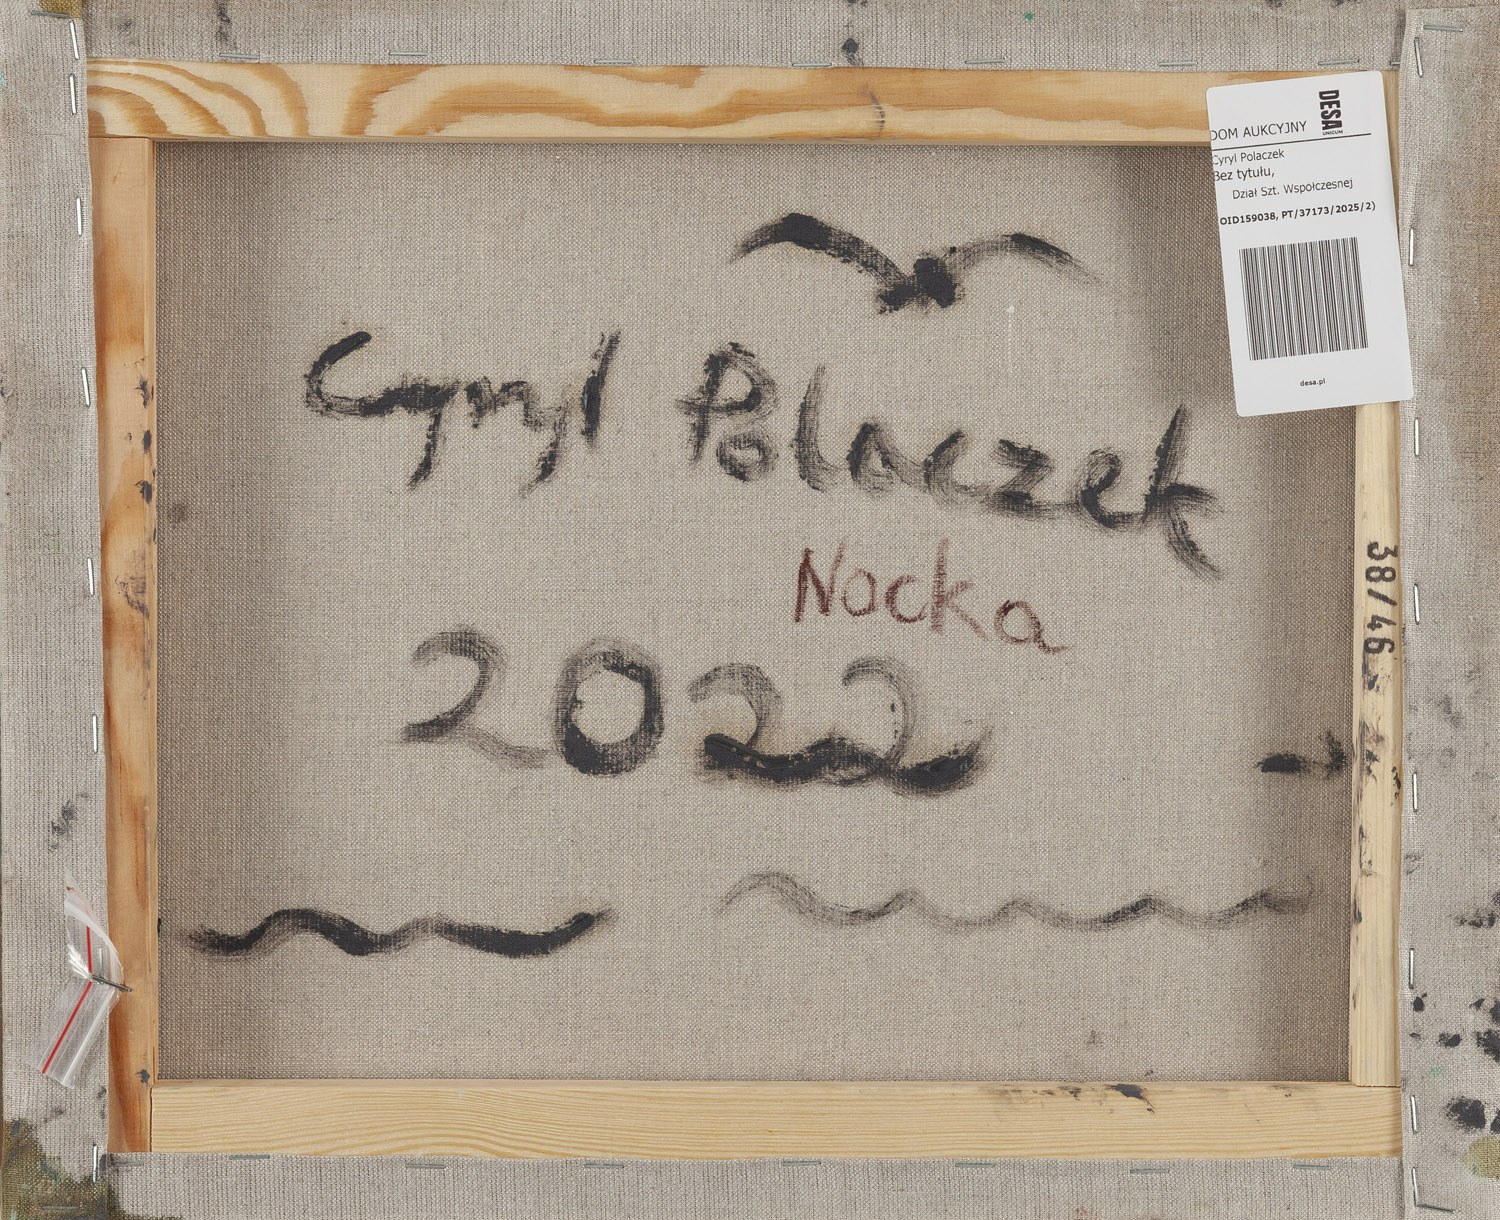 DESA
UNICUM
DOM AUKCYJNY
Cyryl Polaczek
Bez tytułu,
Dział Szt. Współczesnej
OID159038, PT/37173/2025/2)
desa.pl
Cyryl Polaczek
Nocka
2022
38/46